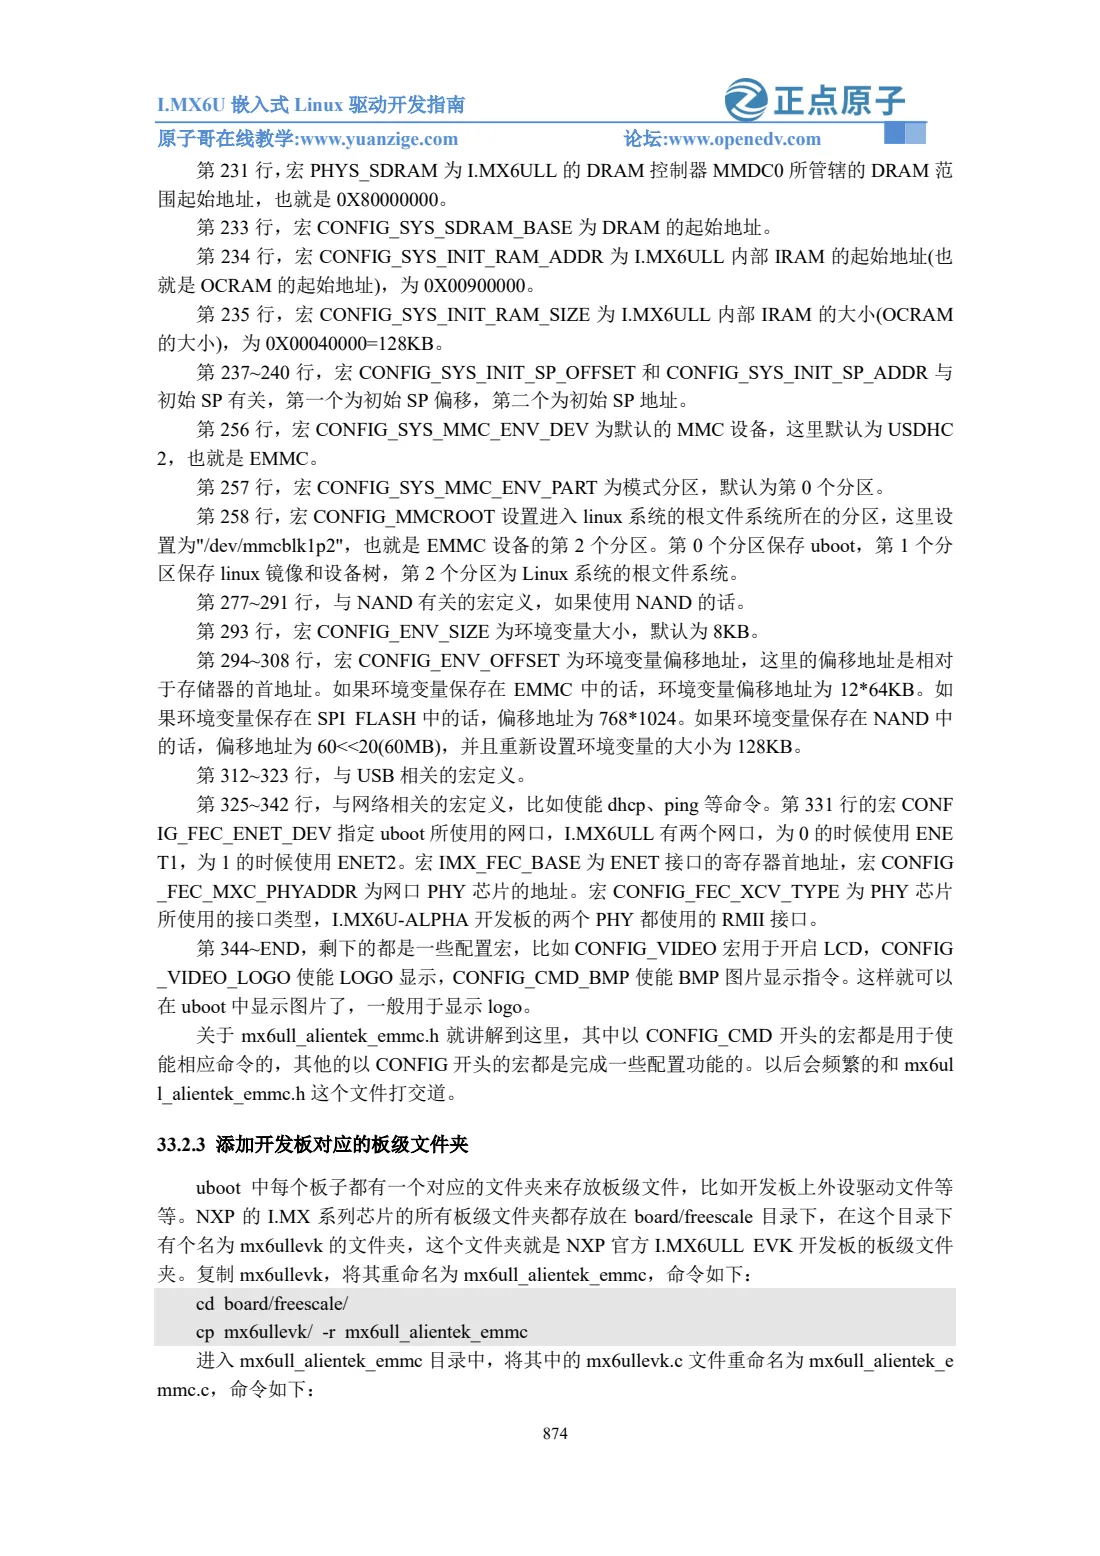 I.MX6U 嵌入式 Linux 驱动开发指南
正点原子
原子哥在线教学:www.yuanzige.com 论坛:www.openedv.com
第 231 行，宏 PHYS_SDRAM 为 I.MX6ULL 的 DRAM 控制器 MMDC0 所管辖的 DRAM 范
围起始地址，也就是 0X80000000。
第 233 行，宏 CONFIG_SYS_SDRAM_BASE 为 DRAM 的起始地址。
第 234 行，宏 CONFIG_SYS_INIT_RAM_ADDR 为 I.MX6ULL 内部 IRAM 的起始地址(也
就是 OCRAM 的起始地址)，为 0X00900000。
第 235 行，宏 CONFIG_SYS_INIT_RAM_SIZE 为 I.MX6ULL 内部 IRAM 的大小(OCRAM
的大小)，为 0X00040000=128KB。
第 237~240 行，宏 CONFIG_SYS_INIT_SP_OFFSET 和 CONFIG_SYS_INIT_SP_ADDR 与
初始 SP 有关，第一个为初始 SP 偏移，第二个为初始 SP 地址。
第 256 行，宏 CONFIG_SYS_MMC_ENV_DEV 为默认的 MMC 设备，这里默认为 USDHC
2，也就是 EMMC。
第 257 行，宏 CONFIG_SYS_MMC_ENV_PART 为模式分区，默认为第 0 个分区。
第 258 行，宏 CONFIG_MMCROOT 设置进入 linux 系统的根文件系统所在的分区，这里设
置为"/dev/mmcblk1p2"，也就是 EMMC 设备的第 2 个分区。第 0 个分区保存 uboot，第 1 个分
区保存 linux 镜像和设备树，第 2 个分区为 Linux 系统的根文件系统。
第 277~291 行，与 NAND 有关的宏定义，如果使用 NAND 的话。
第 293 行，宏 CONFIG_ENV_SIZE 为环境变量大小，默认为 8KB。
第 294~308 行，宏 CONFIG_ENV_OFFSET 为环境变量偏移地址，这里的偏移地址是相对
于存储器的首地址。如果环境变量保存在 EMMC 中的话，环境变量偏移地址为 12*64KB。如
果环境变量保存在 SPI FLASH 中的话，偏移地址为 768*1024。如果环境变量保存在 NAND 中
的话，偏移地址为 60<<20(60MB)，并且重新设置环境变量的大小为 128KB。
第 312~323 行，与 USB 相关的宏定义。
第 325~342 行，与网络相关的宏定义，比如使能 dhcp、ping 等命令。第 331 行的宏 CONF
IG_FEC_ENET_DEV 指定 uboot 所使用的网口，I.MX6ULL 有两个网口，为 0 的时候使用 ENE
T1，为 1 的时候使用 ENET2。宏 IMX_FEC_BASE 为 ENET 接口的寄存器首地址，宏 CONFIG
_FEC_MXC_PHYADDR 为网口 PHY 芯片的地址。宏 CONFIG_FEC_XCV_TYPE 为 PHY 芯片
所使用的接口类型，I.MX6U-ALPHA 开发板的两个 PHY 都使用的 RMII 接口。
第 344~END，剩下的都是一些配置宏，比如 CONFIG_VIDEO 宏用于开启 LCD，CONFIG
_VIDEO_LOGO 使能 LOGO 显示，CONFIG_CMD_BMP 使能 BMP 图片显示指令。这样就可以
在 uboot 中显示图片了，一般用于显示 logo。
关于 mx6ull_alientek_emmc.h 就讲解到这里，其中以 CONFIG_CMD 开头的宏都是用于使
能相应命令的，其他的以 CONFIG 开头的宏都是完成一些配置功能的。以后会频繁的和 mx6ul
l_alientek_emmc.h 这个文件打交道。
33.2.3 添加开发板对应的板级文件夹
uboot 中每个板子都有一个对应的文件夹来存放板级文件，比如开发板上外设驱动文件等
等。NXP 的 I.MX 系列芯片的所有板级文件夹都存放在 board/freescale 目录下，在这个目录下
有个名为 mx6ullevk 的文件夹，这个文件夹就是 NXP 官方 I.MX6ULL EVK 开发板的板级文件
夹。复制 mx6ullevk，将其重命名为 mx6ull_alientek_emmc，命令如下：
cd board/freescale/
cp mx6ullevk/ -r mx6ull_alientek_emmc
进入 mx6ull_alientek_emmc 目录中，将其中的 mx6ullevk.c 文件重命名为 mx6ull_alientek_e
mmc.c，命令如下：
874